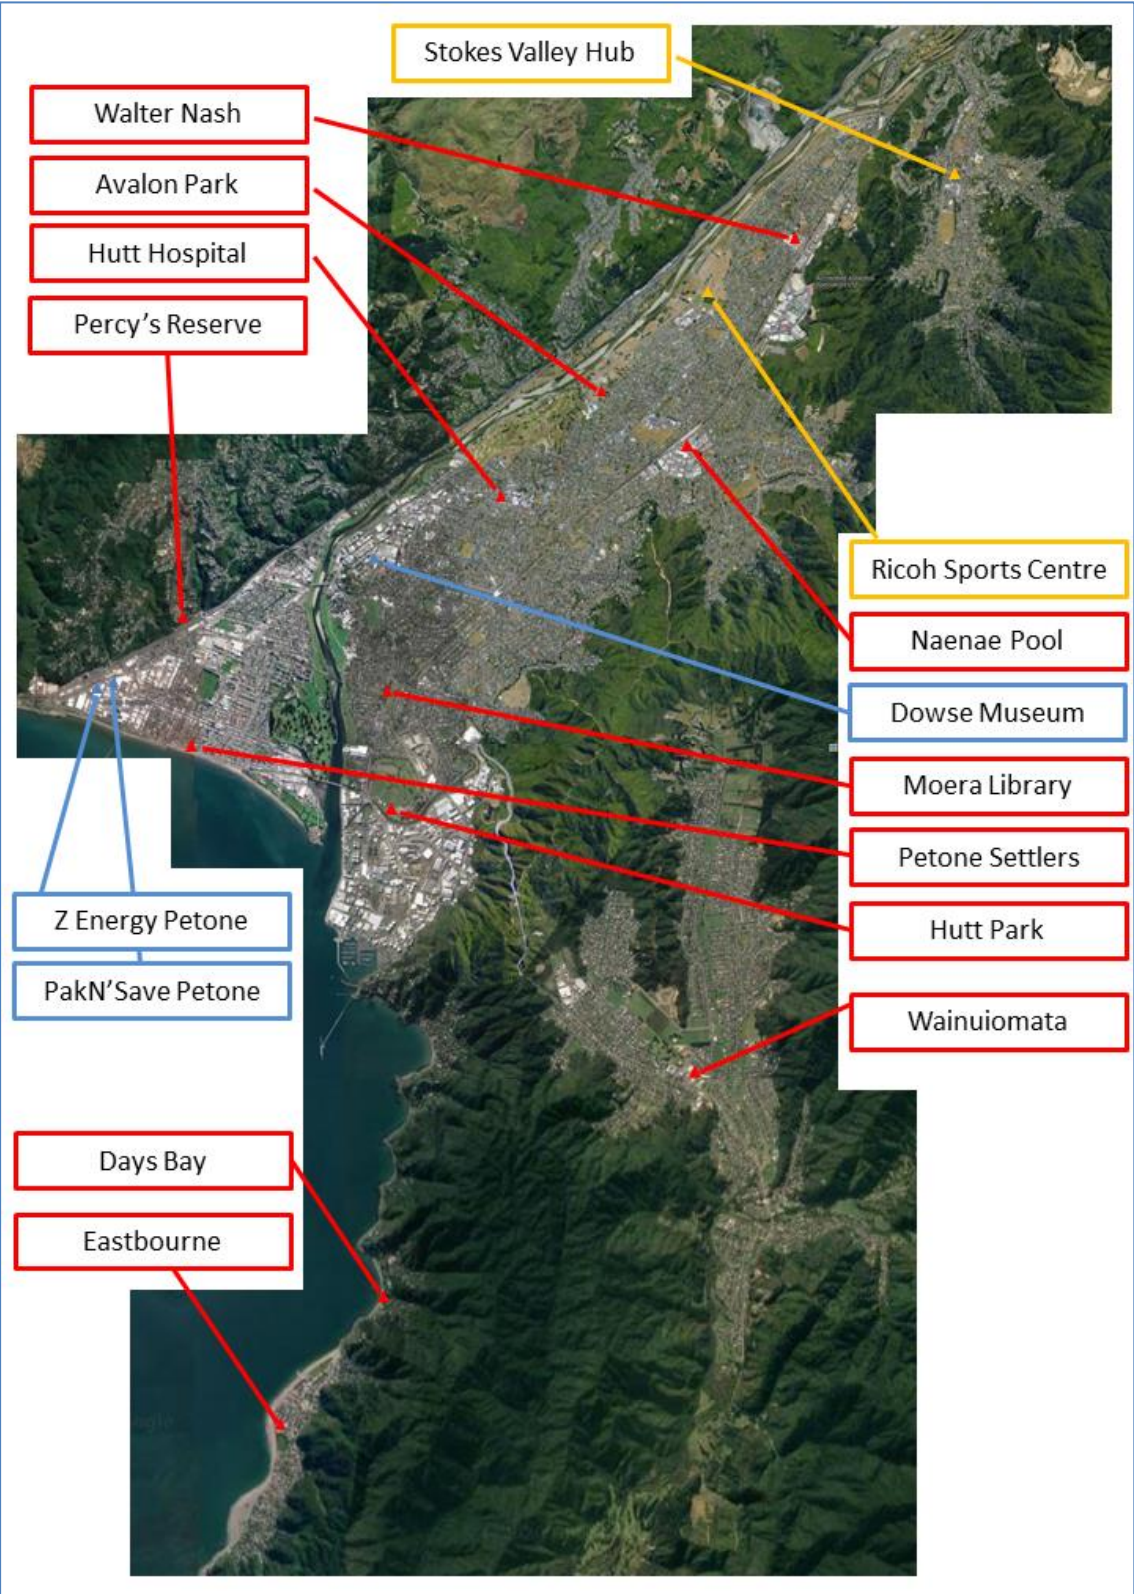 Stokes Valley Hub
Walter Nash
Avalon Park
Hutt Hospital
Percy’s Reserve
Ricoh Sports Centre
Naenae Pool
Dowse Museum
Moera Library
Petone Settlers
Hutt Park
Wainuiomata
Z Energy Petone
PakN’Save Petone
Days Bay
Eastbourne